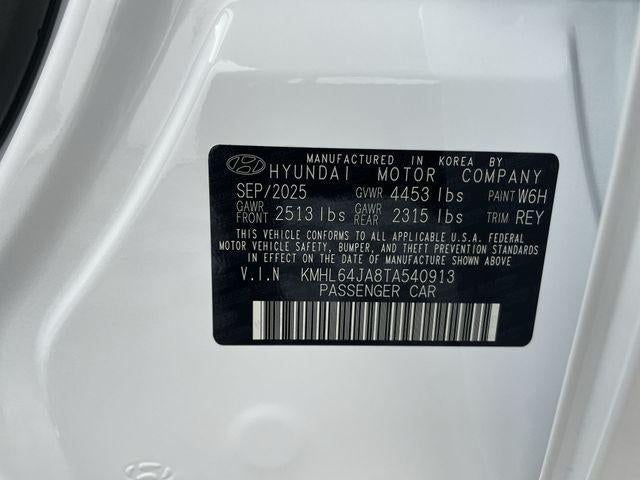 MANUFACTURED IN KOREA BY
HYUNDAI MOTOR COMPANY
SEP/2025 GVWR 4453 lbs PAINT W6H
GAWR FRONT 2513 lbs GAWR REAR 2315 lbs TRIM REY
THIS VEHICLE CONFORMS TO ALL APPLICABLE U.S.A. FEDERAL
MOTOR VEHICLE SAFETY, BUMPER, AND THEFT PREVENTION STANDARDS
IN EFFECT ON THE DATE OF MANUFACTURE SHOWN ABOVE.
V.I.N KMHL64JA8TA540913
PASSENGER CAR